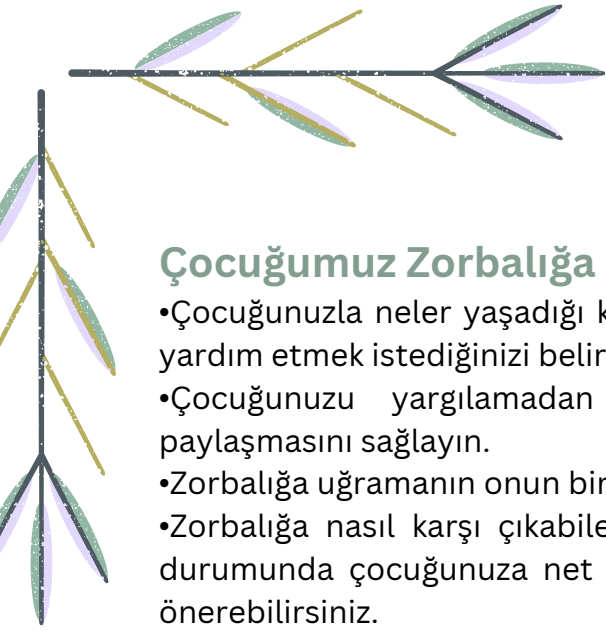 Çocuğumuz Zorbalığa
•Çocuğunuzla neler yaşadığı k
yardım etmek istediğinizi belir
•Çocuğunuzu yargılamadan
paylaşmasını sağlayın.
•Zorbalığa uğramanın onun bir
•Zorbalığa nasıl karşı çıkabile
durumunda çocuğunuza net
önerebilirsiniz.